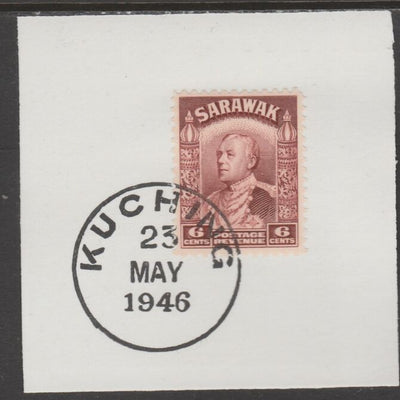 SARAWAK
6 CENTS POSTAGE REVENUE 6 CENTS
KUCHING
23
MAY
1946